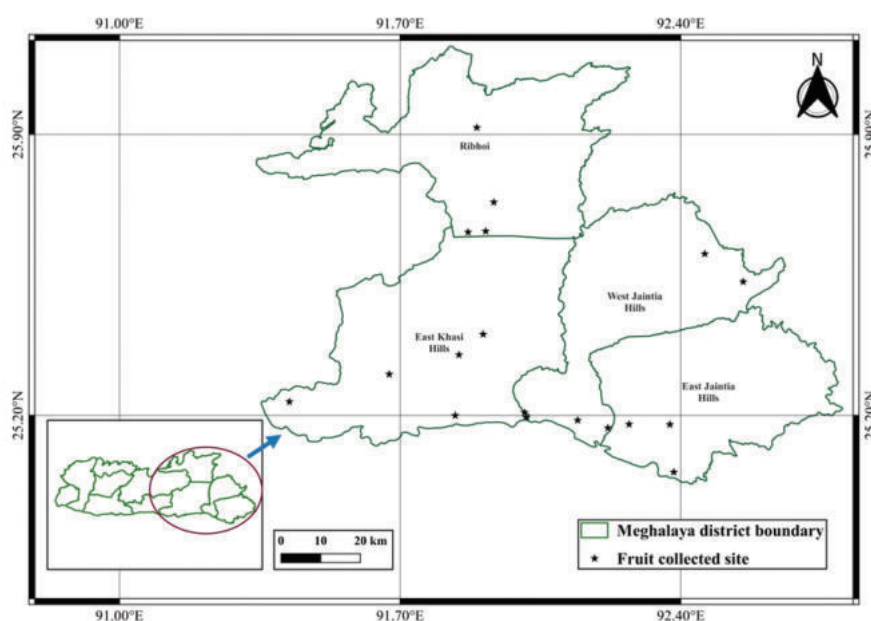 91.00°E 91.70°E 92.40°E
N
25.90°N 25.90°N
Ribhoi
West Jaintia
Hills
East Khasi
Hills
East Jaintia
Hills
25.20°N 25.20°N
0 10 20 km
Meghalaya district boundary
Fruit collected site
91.00°E 91.70°E 92.40°E